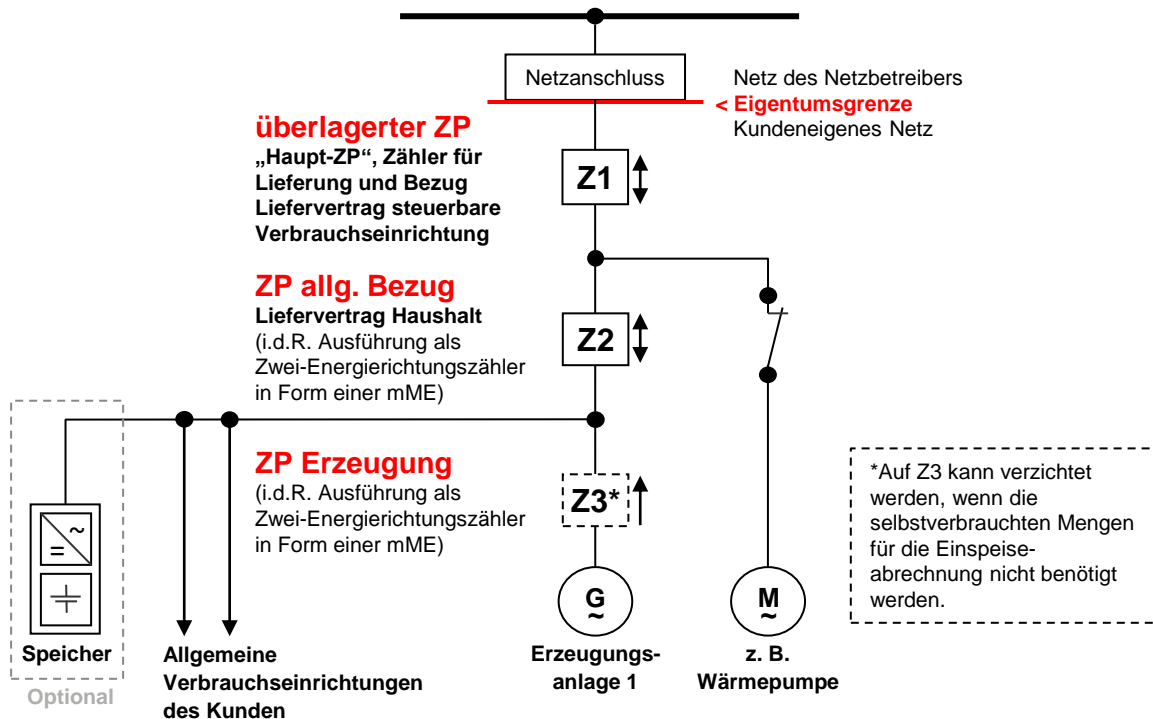 Netzanschluss
Netz des Netzbetreibers
< Eigentumsgrenze
Kundeneigenes Netz
überlagerter ZP
„Haupt-ZP“, Zähler für
Lieferung und Bezug
Liefervertrag steuerbare
Verbrauchseinrichtung
Z1
ZP allg. Bezug
Liefervertrag Haushalt
(i.d.R. Ausführung als
Zwei-Energierichtungszähler
in Form einer mME)
Z2
ZP Erzeugung
(i.d.R. Ausführung als
Zwei-Energierichtungszähler
in Form einer mME)
Z3*
*Auf Z3 kann verzichtet
werden, wenn die
selbstverbrauchten Mengen
für die Einspeise-
abrechnung nicht benötigt
werden.
~
=
G
~
M
~
Speicher
Optional
Allgemeine
Verbrauchseinrichtungen
des Kunden
Erzeugungs-
anlage 1
z. B.
Wärmepumpe